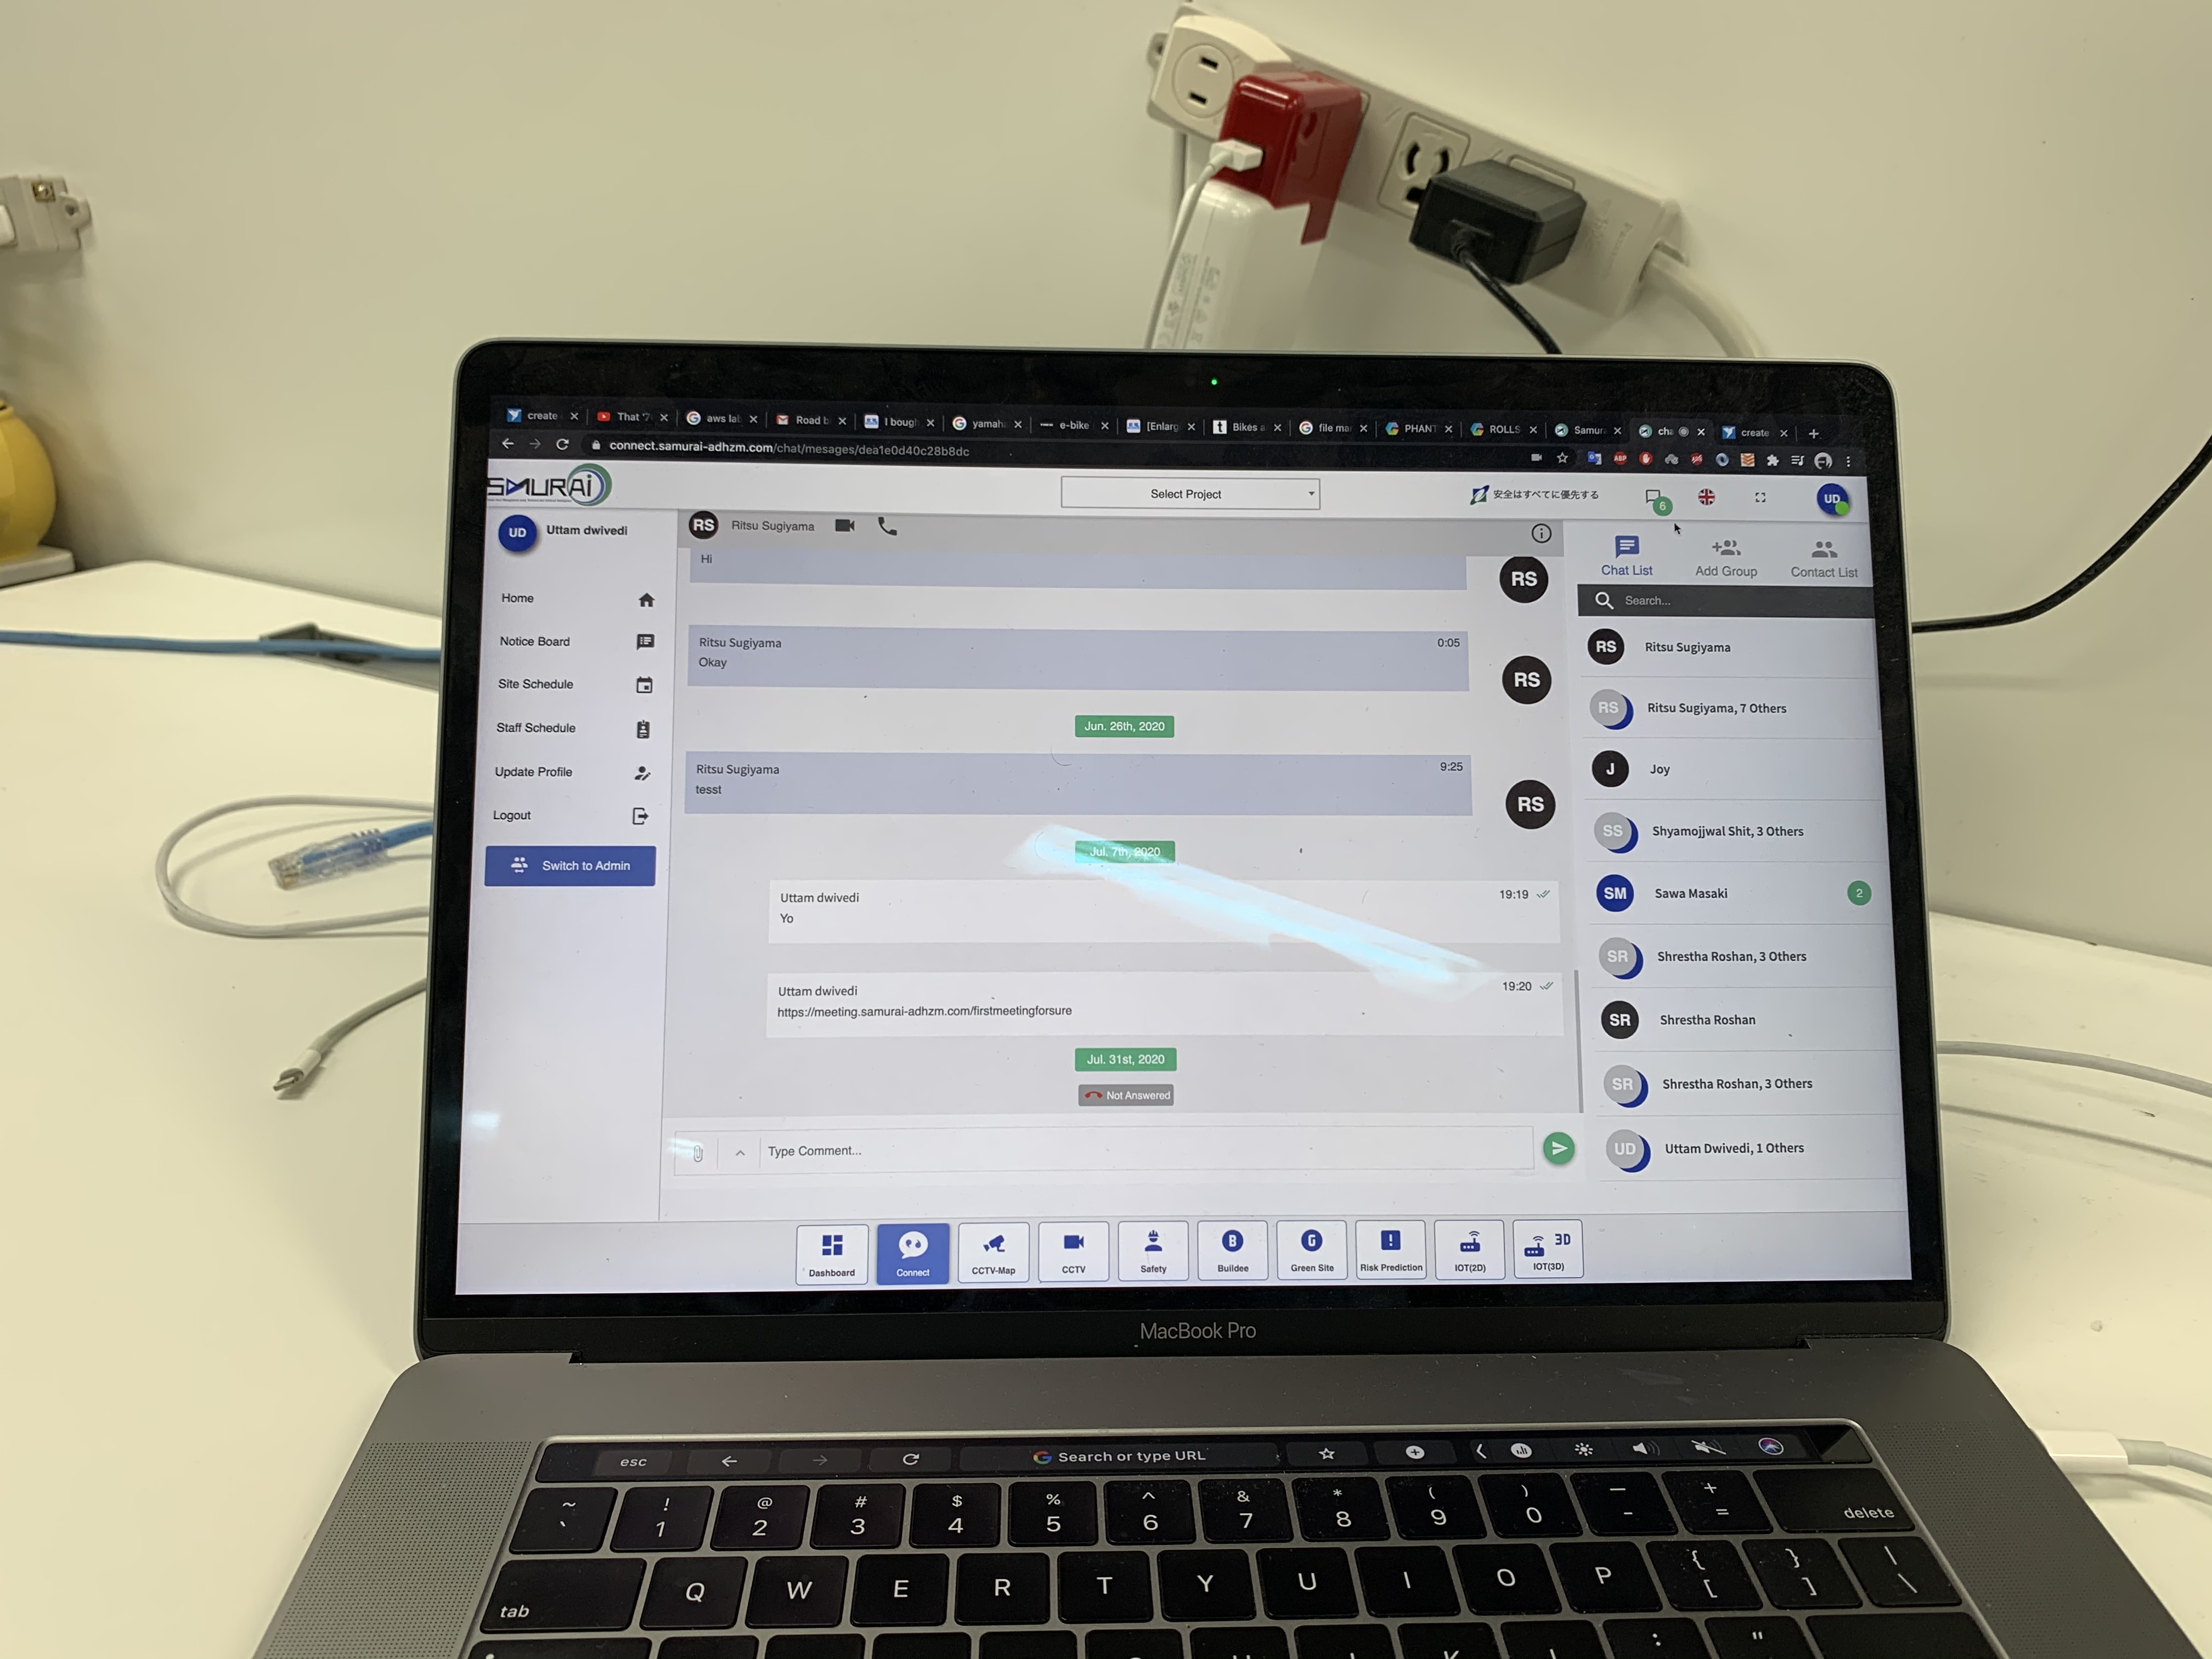 create
That '7
aws lab
Road b
I bough
yamaha
e-bike
[Enlarg
Bikes a
file ma
PHANT
ROLLS
Samura
cha
create
connect.samurai-adhzm.com/chat/mesages/dea1e0d40c28b8dc
SMURAi
Select Project
安全はすべてに優先する
6
UD
UD
Uttam dwivedi
Home
Notice Board
Site Schedule
Staff Schedule
Update Profile
Logout
Switch to Admin
RS
Ritsu Sugiyama
Hi
RS
Ritsu Sugiyama 0:05
Okay
RS
Jun. 26th, 2020
Ritsu Sugiyama 9:25
tesst
RS
Jul. 7th, 2020
Uttam dwivedi 19:19
Yo
Uttam dwivedi 19:20
https://meeting.samurai-adhzm.com/firstmeetingforsure
Jul. 31st, 2020
Not Answered
Type Comment...
Chat List
Add Group
Contact List
Search...
RS Ritsu Sugiyama
RS Ritsu Sugiyama, 7 Others
J Joy
SS Shyamojjwal Shit, 3 Others
SM Sawa Masaki 2
SR Shrestha Roshan, 3 Others
SR Shrestha Roshan
SR Shrestha Roshan, 3 Others
UD Uttam Dwivedi, 1 Others
Dashboard
Connect
CCTV-Map
CCTV
Safety
B
Buildee
G
Green Site
Risk Prediction
IOT(2D)
3D
IOT(3D)
MacBook Pro
esc
Search or type URL
~ ! @ # $ % ^ & * ( ) — +
` 1 2 3 4 5 6 7 8 9 0 - = delete
tab Q W E R T Y U I O P { [ } ] | \
: "